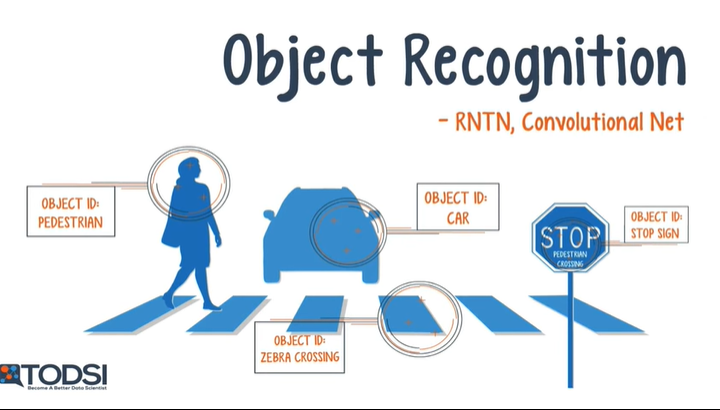 Object Recognition
- RNTN, Convolutional Net
OBJECT ID:
PEDESTRIAN
OBJECT ID:
CAR
STOP
PEDESTRIAN
CROSSING
OBJECT ID:
STOP SIGN
OBJECT ID:
ZEBRA CROSSING
TODSI
Become A Better Data Scientist